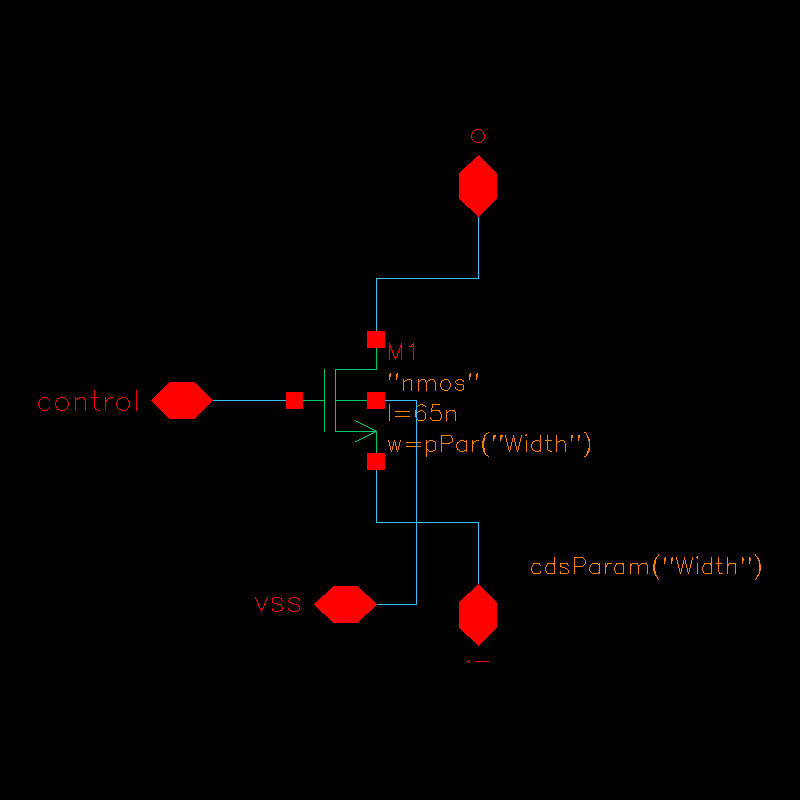 o
M1
"nmos"
control
l=65n
w=pPar("Width")
cdsParam("Width")
vss
i